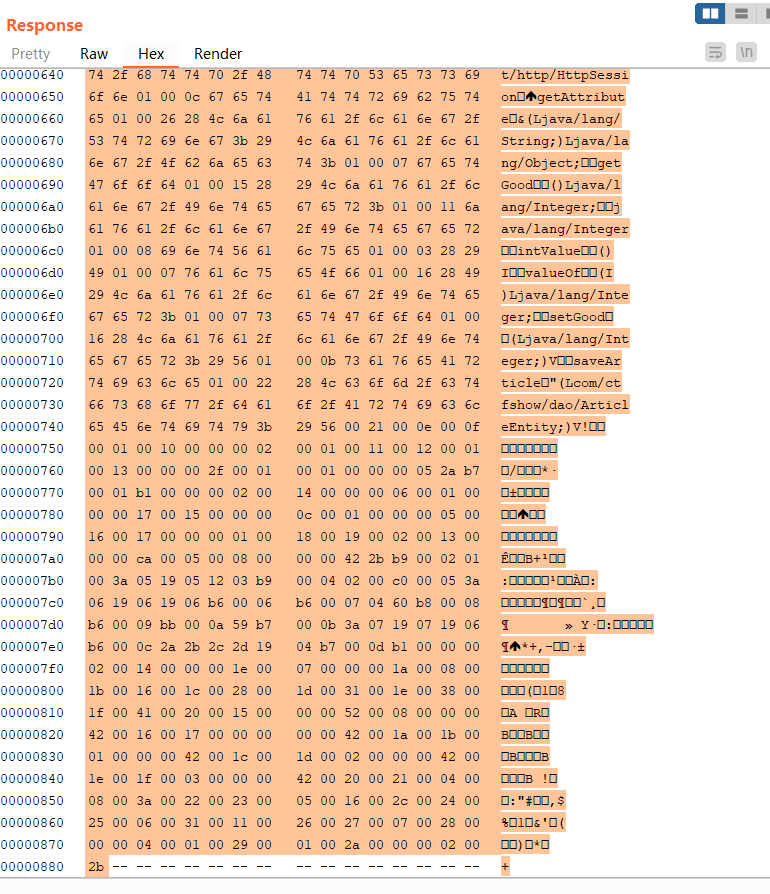 Response
Pretty Raw Hex Render \n
00000640 74 2f 68 74 74 70 2f 48 74 74 70 53 65 73 73 69 t/http/HttpSessi
00000650 6f 6e 01 00 0c 67 65 74 41 74 74 72 69 62 75 74 on□🡅getAttribut
00000660 65 01 00 26 28 4c 6a 61 76 61 2f 6c 61 6e 67 2f e□&(Ljava/lang/
00000670 53 74 72 69 6e 67 3b 29 4c 6a 61 76 61 2f 6c 61 String;)Ljava/la
00000680 6e 67 2f 4f 62 6a 65 63 74 3b 01 00 07 67 65 74 ng/Object;□□get
00000690 47 6f 6f 64 01 00 15 28 29 4c 6a 61 76 61 2f 6c Good□□()Ljava/l
000006a0 61 6e 67 2f 49 6e 74 65 67 65 72 3b 01 00 11 6a ang/Integer;□□j
000006b0 61 76 61 2f 6c 61 6e 67 2f 49 6e 74 65 67 65 72 ava/lang/Integer
000006c0 01 00 08 69 6e 74 56 61 6c 75 65 01 00 03 28 29 □□intValue□□()
000006d0 49 01 00 07 76 61 6c 75 65 4f 66 01 00 16 28 49 I□□valueOf□□(I
000006e0 29 4c 6a 61 76 61 2f 6c 61 6e 67 2f 49 6e 74 65 )Ljava/lang/Inte
000006f0 67 65 72 3b 01 00 07 73 65 74 47 6f 6f 64 01 00 ger;□□setGood□
00000700 16 28 4c 6a 61 76 61 2f 6c 61 6e 67 2f 49 6e 74 □(Ljava/lang/Int
00000710 65 67 65 72 3b 29 56 01 00 0b 73 61 76 65 41 72 eger;)V□□saveAr
00000720 74 69 63 6c 65 01 00 22 28 4c 63 6f 6d 2f 63 74 ticle□"(Lcom/ct
00000730 66 73 68 6f 77 2f 64 61 6f 2f 41 72 74 69 63 6c fshow/dao/Articl
00000740 65 45 6e 74 69 74 79 3b 29 56 00 21 00 0e 00 0f eEntity;)V!□□
00000750 00 01 00 10 00 00 00 02 00 01 00 11 00 12 00 01 □□□□□□□
00000760 00 13 00 00 00 2f 00 01 00 01 00 00 00 05 2a b7 □/□□□*·
00000770 00 01 b1 00 00 00 02 00 14 00 00 00 06 00 01 00 □±□□□□
00000780 00 00 17 00 15 00 00 00 0c 00 01 00 00 00 05 00 □□🡅□□
00000790 16 00 17 00 00 00 01 00 18 00 19 00 02 00 13 00 □□□□□□□
000007a0 00 00 ca 00 05 00 08 00 00 00 42 2b b9 00 02 01 Ê□□B+¹□□
000007b0 00 3a 05 19 05 12 03 b9 00 04 02 00 c0 00 05 3a :□□□□□¹□□À□:
000007c0 06 19 06 19 06 b6 00 06 b6 00 07 04 60 b8 00 08 □□□□□¶□¶□□`¸□
000007d0 b6 00 09 bb 00 0a 59 b7 00 0b 3a 07 19 07 19 06 ¶ » Y·□:□□□□□
000007e0 b6 00 0c 2a 2b 2c 2d 19 04 b7 00 0d b1 00 00 00 ¶🡅*+,-□□·±
000007f0 02 00 14 00 00 00 1e 00 07 00 00 00 1a 00 08 00 □□□□□□
00000800 1b 00 16 00 1c 00 28 00 1d 00 31 00 1e 00 38 00 □□□(□1□8
00000810 1f 00 41 00 20 00 15 00 00 00 52 00 08 00 00 00 □A □R□
00000820 42 00 16 00 17 00 00 00 00 00 42 00 1a 00 1b 00 B□□B□□
00000830 01 00 00 00 42 00 1c 00 1d 00 02 00 00 00 42 00 □B□□□B
00000840 1e 00 1f 00 03 00 00 00 42 00 20 00 21 00 04 00 □□□B !□
00000850 08 00 3a 00 22 00 23 00 05 00 16 00 2c 00 24 00 □:"#□□,$
00000860 25 00 06 00 31 00 11 00 26 00 27 00 07 00 28 00 %□1□&'□(
00000870 00 00 04 00 01 00 29 00 01 00 2a 00 00 00 02 00 □□)□*□
00000880 2b -- -- -- -- -- -- -- -- -- -- -- -- -- -- -- +